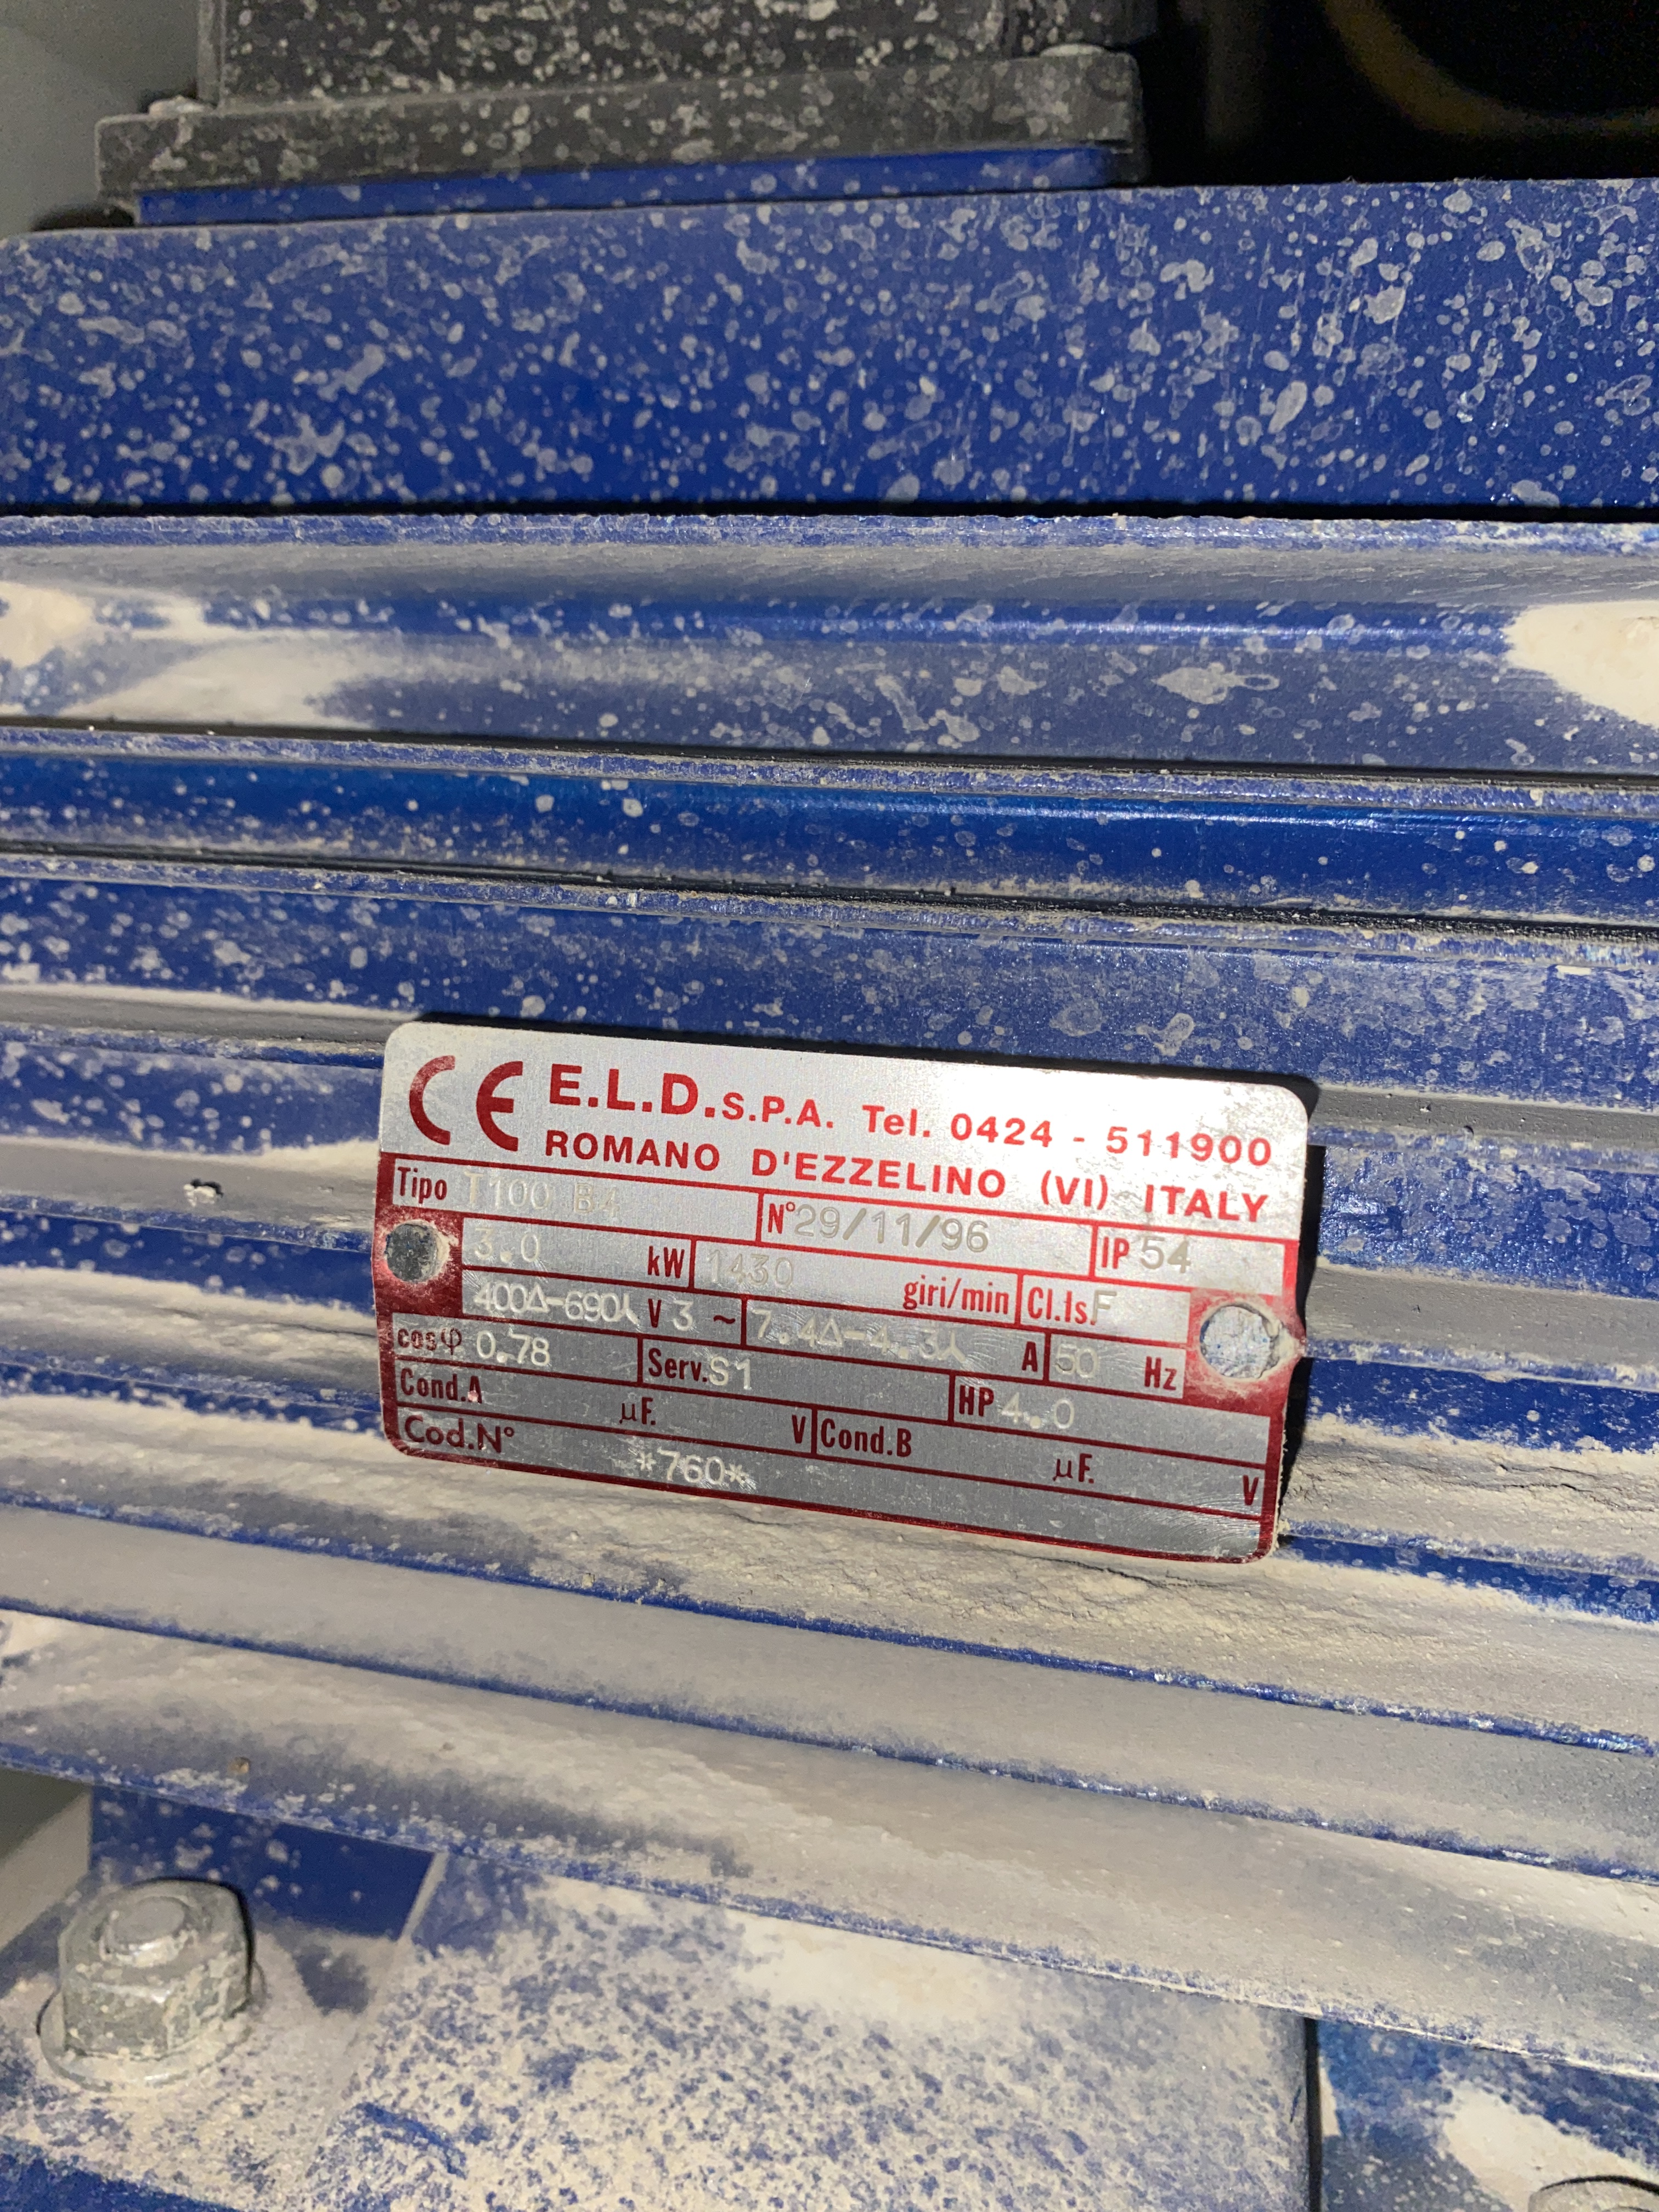 CE E.L.D. S.P.A. Tel. 0424 - 511900
ROMANO D'EZZELINO (VI) ITALY
Tipo T100 B4 N° 29/11/96 IP 54
3.0 kW 1430 giri/min Cl.Is. F
400Δ-690⅄ V 3 ~ 7.4Δ-4.3⅄ A 50 Hz
cosφ 0.78 Serv. S1 HP 4.0
Cond.A µF. V Cond.B µF. V
Cod.N° *760*